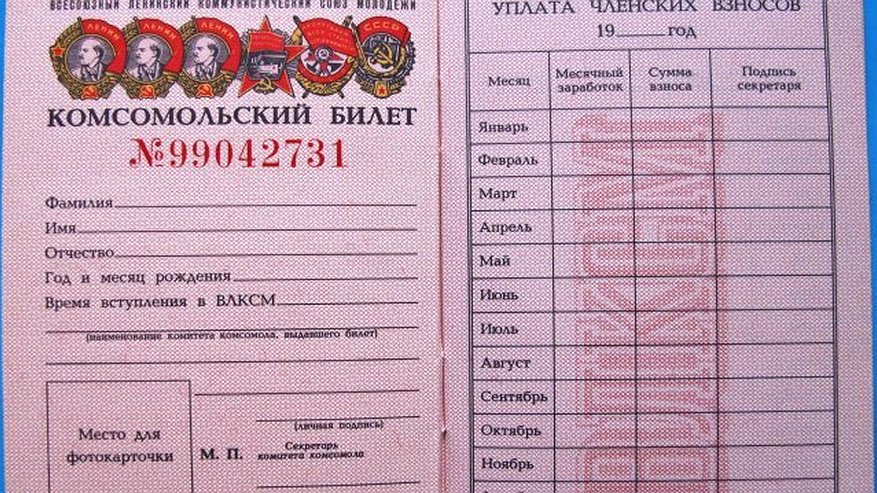 ВСЕСОЮЗНЫЙ ЛЕНИНСКИЙ КОММУНИСТИЧЕСКИЙ СОЮЗ МОЛОДЕЖИ
ЛЕНИН ЛЕНИН ЛЕНИН СССР
КОМСОМОЛЬСКИЙ БИЛЕТ
№99042731
Фамилия
Имя
Отчество
Год и месяц рождения
Время вступления в ВЛКСМ
(наименование комитета комсомола, выдавшего билет)
(личная подпись)
Место для
фотокарточки
М. П.
Секретарь
комитета комсомола
УПЛАТА ЧЛЕНСКИХ ВЗНОСОВ
19 год
Месяц
Месячный
заработок
Сумма
взноса
Подпись
секретаря
Январь
Февраль
Март
Апрель
Май
Июнь
Июль
Август
Сентябрь
Октябрь
Ноябрь
ВЛКСМ